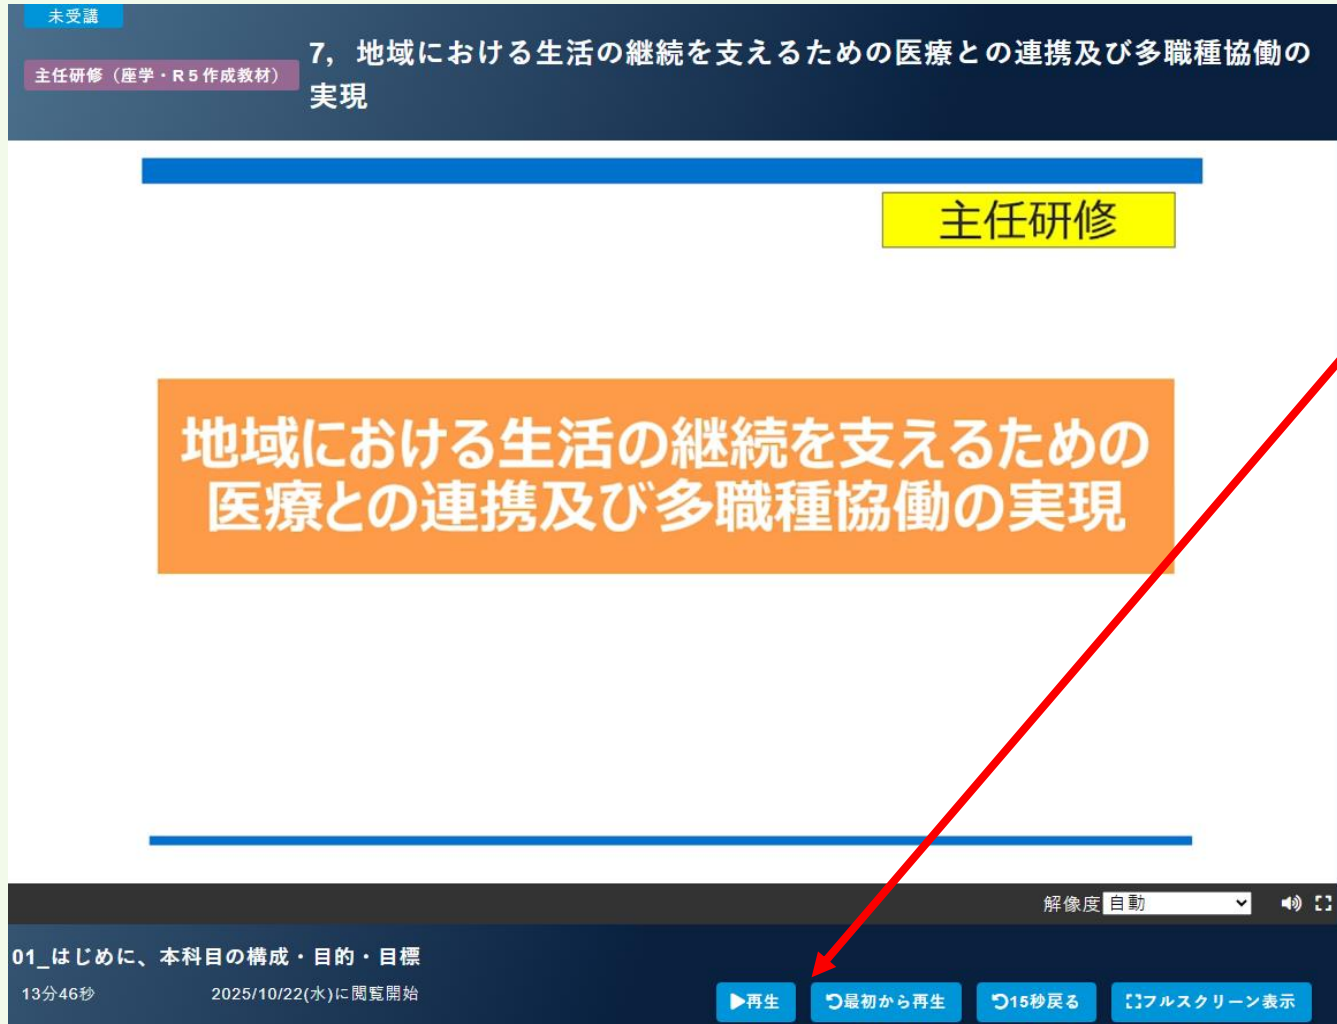 未受講
主任研修（座学・R５作成教材）
7，地域における生活の継続を支えるための医療との連携及び多職種協働の
実現
主任研修
地域における生活の継続を支えるための
医療との連携及び多職種協働の実現
解像度 自動
01_はじめに、本科目の構成・目的・目標
13分46秒 2025/10/22(水)に閲覧開始
再生 最初から再生 15秒戻る フルスクリーン表示